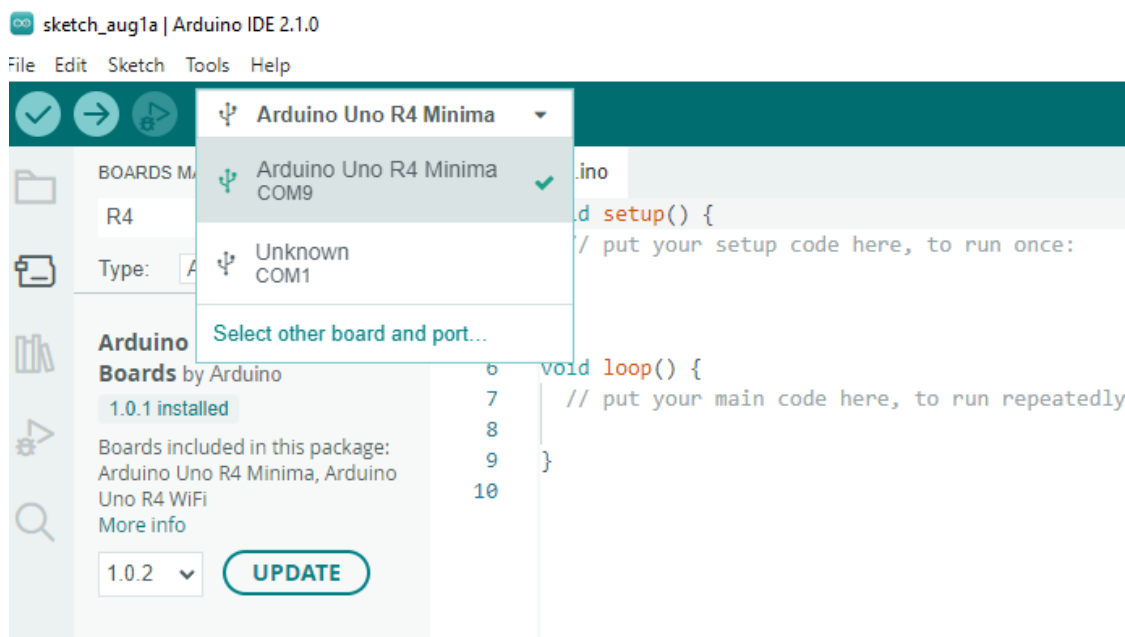 sketch_aug1a | Arduino IDE 2.1.0
File Edit Sketch Tools Help
Arduino Uno R4 Minima
Arduino Uno R4 Minima
COM9
Unknown
COM1
Select other board and port...
BOARDS MA
R4
Type: A
Arduino
Boards by Arduino
1.0.1 installed
Boards included in this package:
Arduino Uno R4 Minima, Arduino
Uno R4 WiFi
More info
1.0.2 UPDATE
.ino
d setup() {
// put your setup code here, to run once:
6 void loop() {
7 // put your main code here, to run repeatedly
8
9 }
10